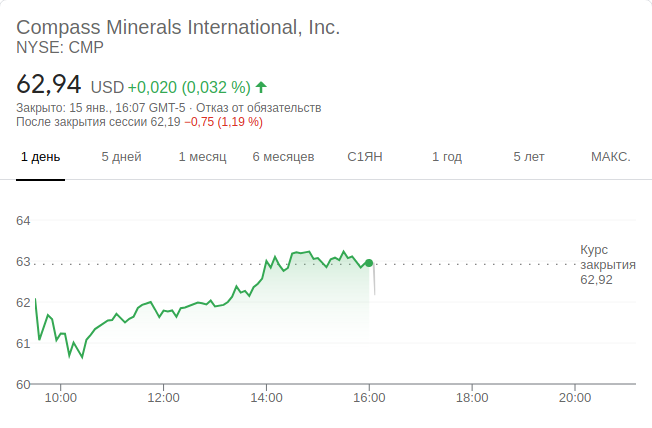 Compass Minerals International, Inc.
NYSE: CMP
62,94 USD +0,020 (0,032 %)
Закрыто: 15 янв., 16:07 GMT-5 · Отказ от обязательств
После закрытия сессии 62,19 −0,75 (1,19 %)
1 день 5 дней 1 месяц 6 месяцев С1ЯН 1 год 5 лет МАКС.
64
63
62
61
60
Курс
закрытия
62,92
10:00 12:00 14:00 16:00 18:00 20:00